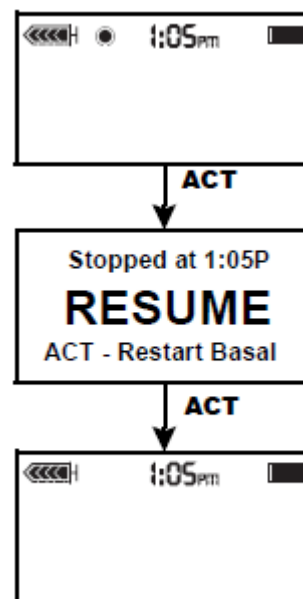 1:05PM
ACT
Stopped at 1:05P
RESUME
ACT - Restart Basal
ACT
1:05PM